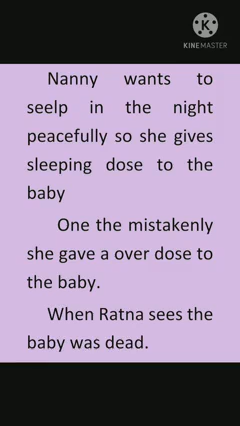 KINEMASTER
Nanny wants to
seelp in the night
peacefully so she gives
sleeping dose to the
baby
One the mistakenly
she gave a over dose to
the baby.
When Ratna sees the
baby was dead.